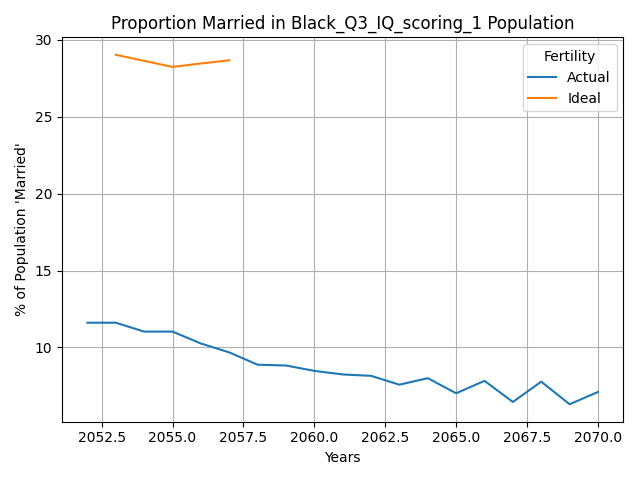 Proportion Married in Black_Q3_IQ_scoring_1 Population
% of Population 'Married'
30
25
20
15
10
Fertility
Actual
Ideal
2052.5 2055.0 2057.5 2060.0 2062.5 2065.0 2067.5 2070.0
Years